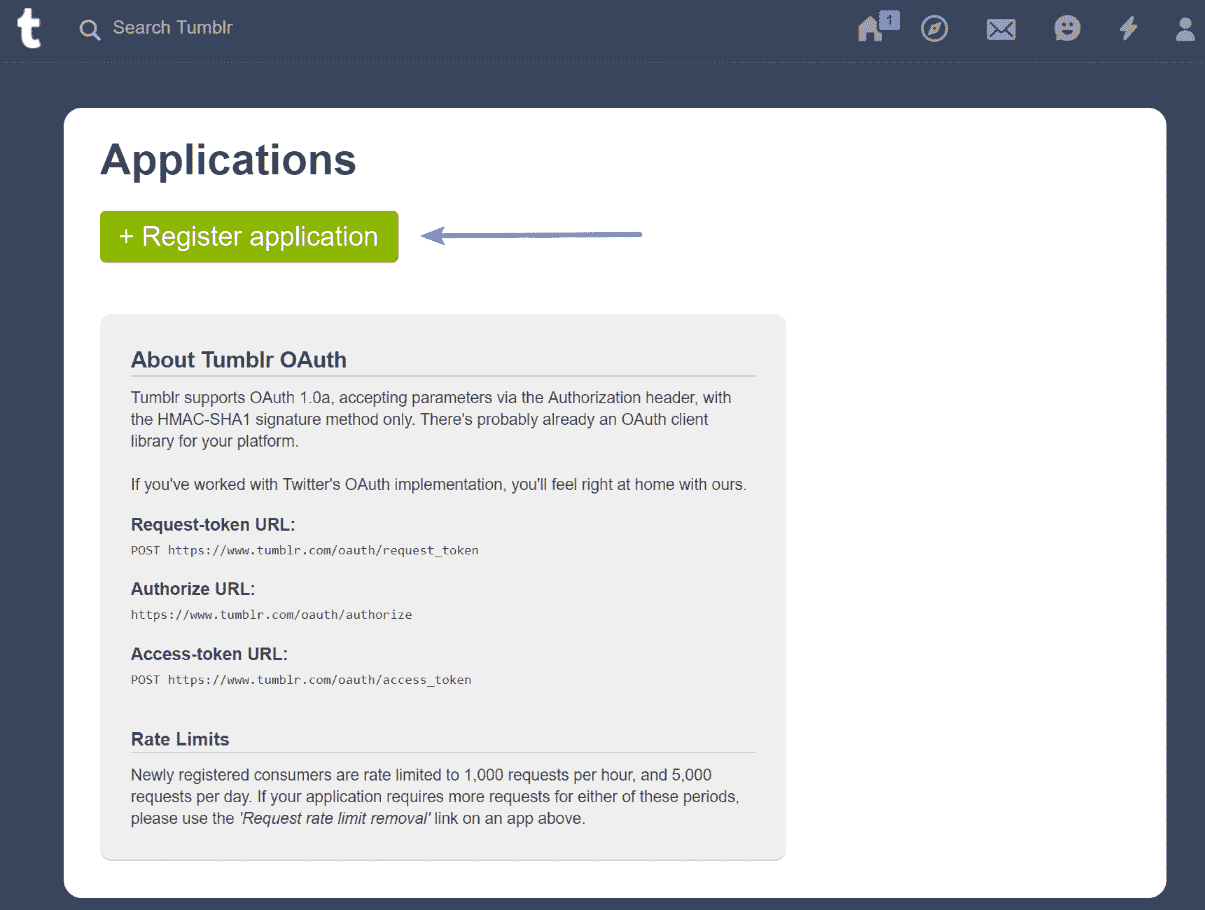 t
Search Tumblr
1
Applications
+ Register application
About Tumblr OAuth
Tumblr supports OAuth 1.0a, accepting parameters via the Authorization header, with
the HMAC-SHA1 signature method only. There's probably already an OAuth client
library for your platform.
If you've worked with Twitter's OAuth implementation, you'll feel right at home with ours.
Request-token URL:
POST https://www.tumblr.com/oauth/request_token
Authorize URL:
https://www.tumblr.com/oauth/authorize
Access-token URL:
POST https://www.tumblr.com/oauth/access_token
Rate Limits
Newly registered consumers are rate limited to 1,000 requests per hour, and 5,000
requests per day. If your application requires more requests for either of these periods,
please use the 'Request rate limit removal' link on an app above.